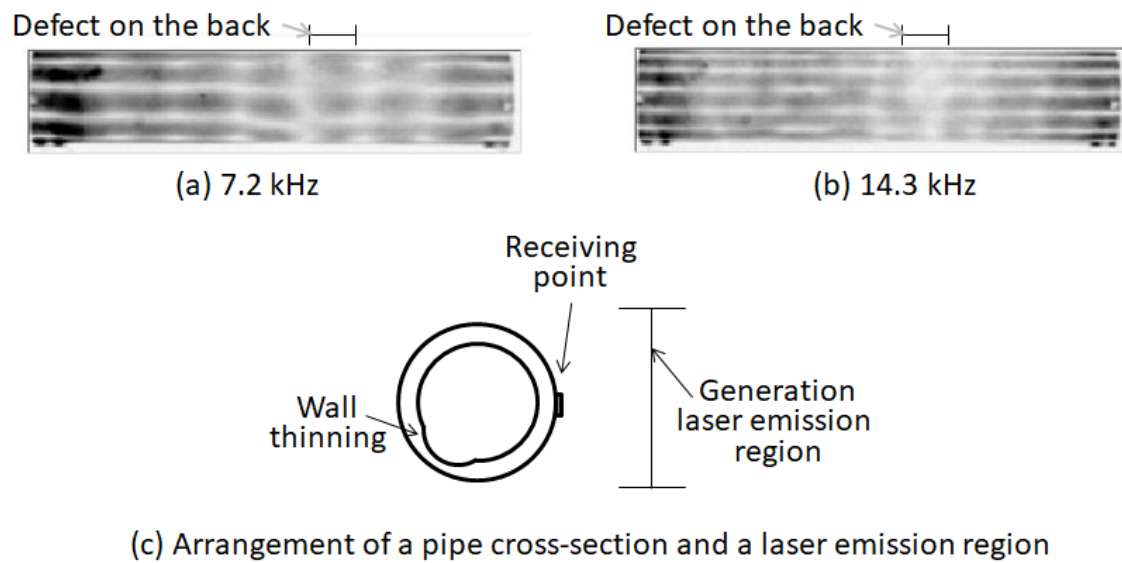 Defect on the back
Defect on the back
(a) 7.2 kHz
(b) 14.3 kHz
Receiving
point
Wall
thinning
Generation
laser emission
region
(c) Arrangement of a pipe cross-section and a laser emission region